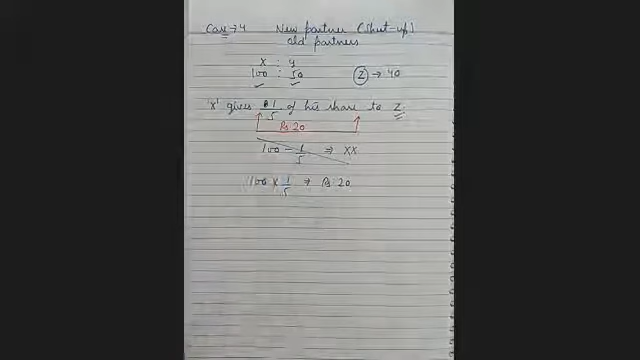 Case → 4 New partner (Shut-up)
old partners
x : y
100 : 50 Z → 40
'X' gives 1/5 of his share to Z
Rs 20
100 - 1/5 ⇒ XX
100 x 1/5 ⇒ Rs 20